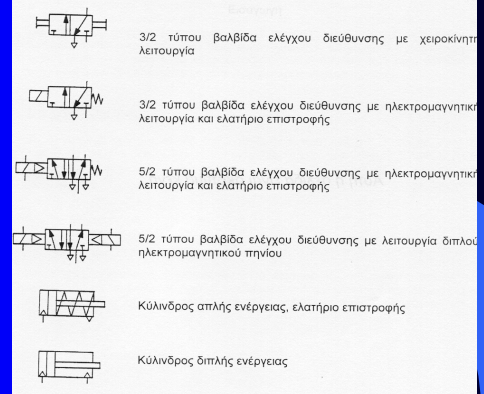 3/2 τύπου βαλβίδα ελέγχου διεύθυνσης με χειροκίνητη
λειτουργία
3/2 τύπου βαλβίδα ελέγχου διεύθυνσης με ηλεκτρομαγνητική
λειτουργία και ελατήριο επιστροφής
5/2 τύπου βαλβίδα ελέγχου διεύθυνσης με ηλεκτρομαγνητική
λειτουργία και ελατήριο επιστροφής
5/2 τύπου βαλβίδα ελέγχου διεύθυνσης με λειτουργία διπλού
ηλεκτρομαγνητικού πηνίου
Κύλινδρος απλής ενέργειας, ελατήριο επιστροφής
Κύλινδρος διπλής ενέργειας